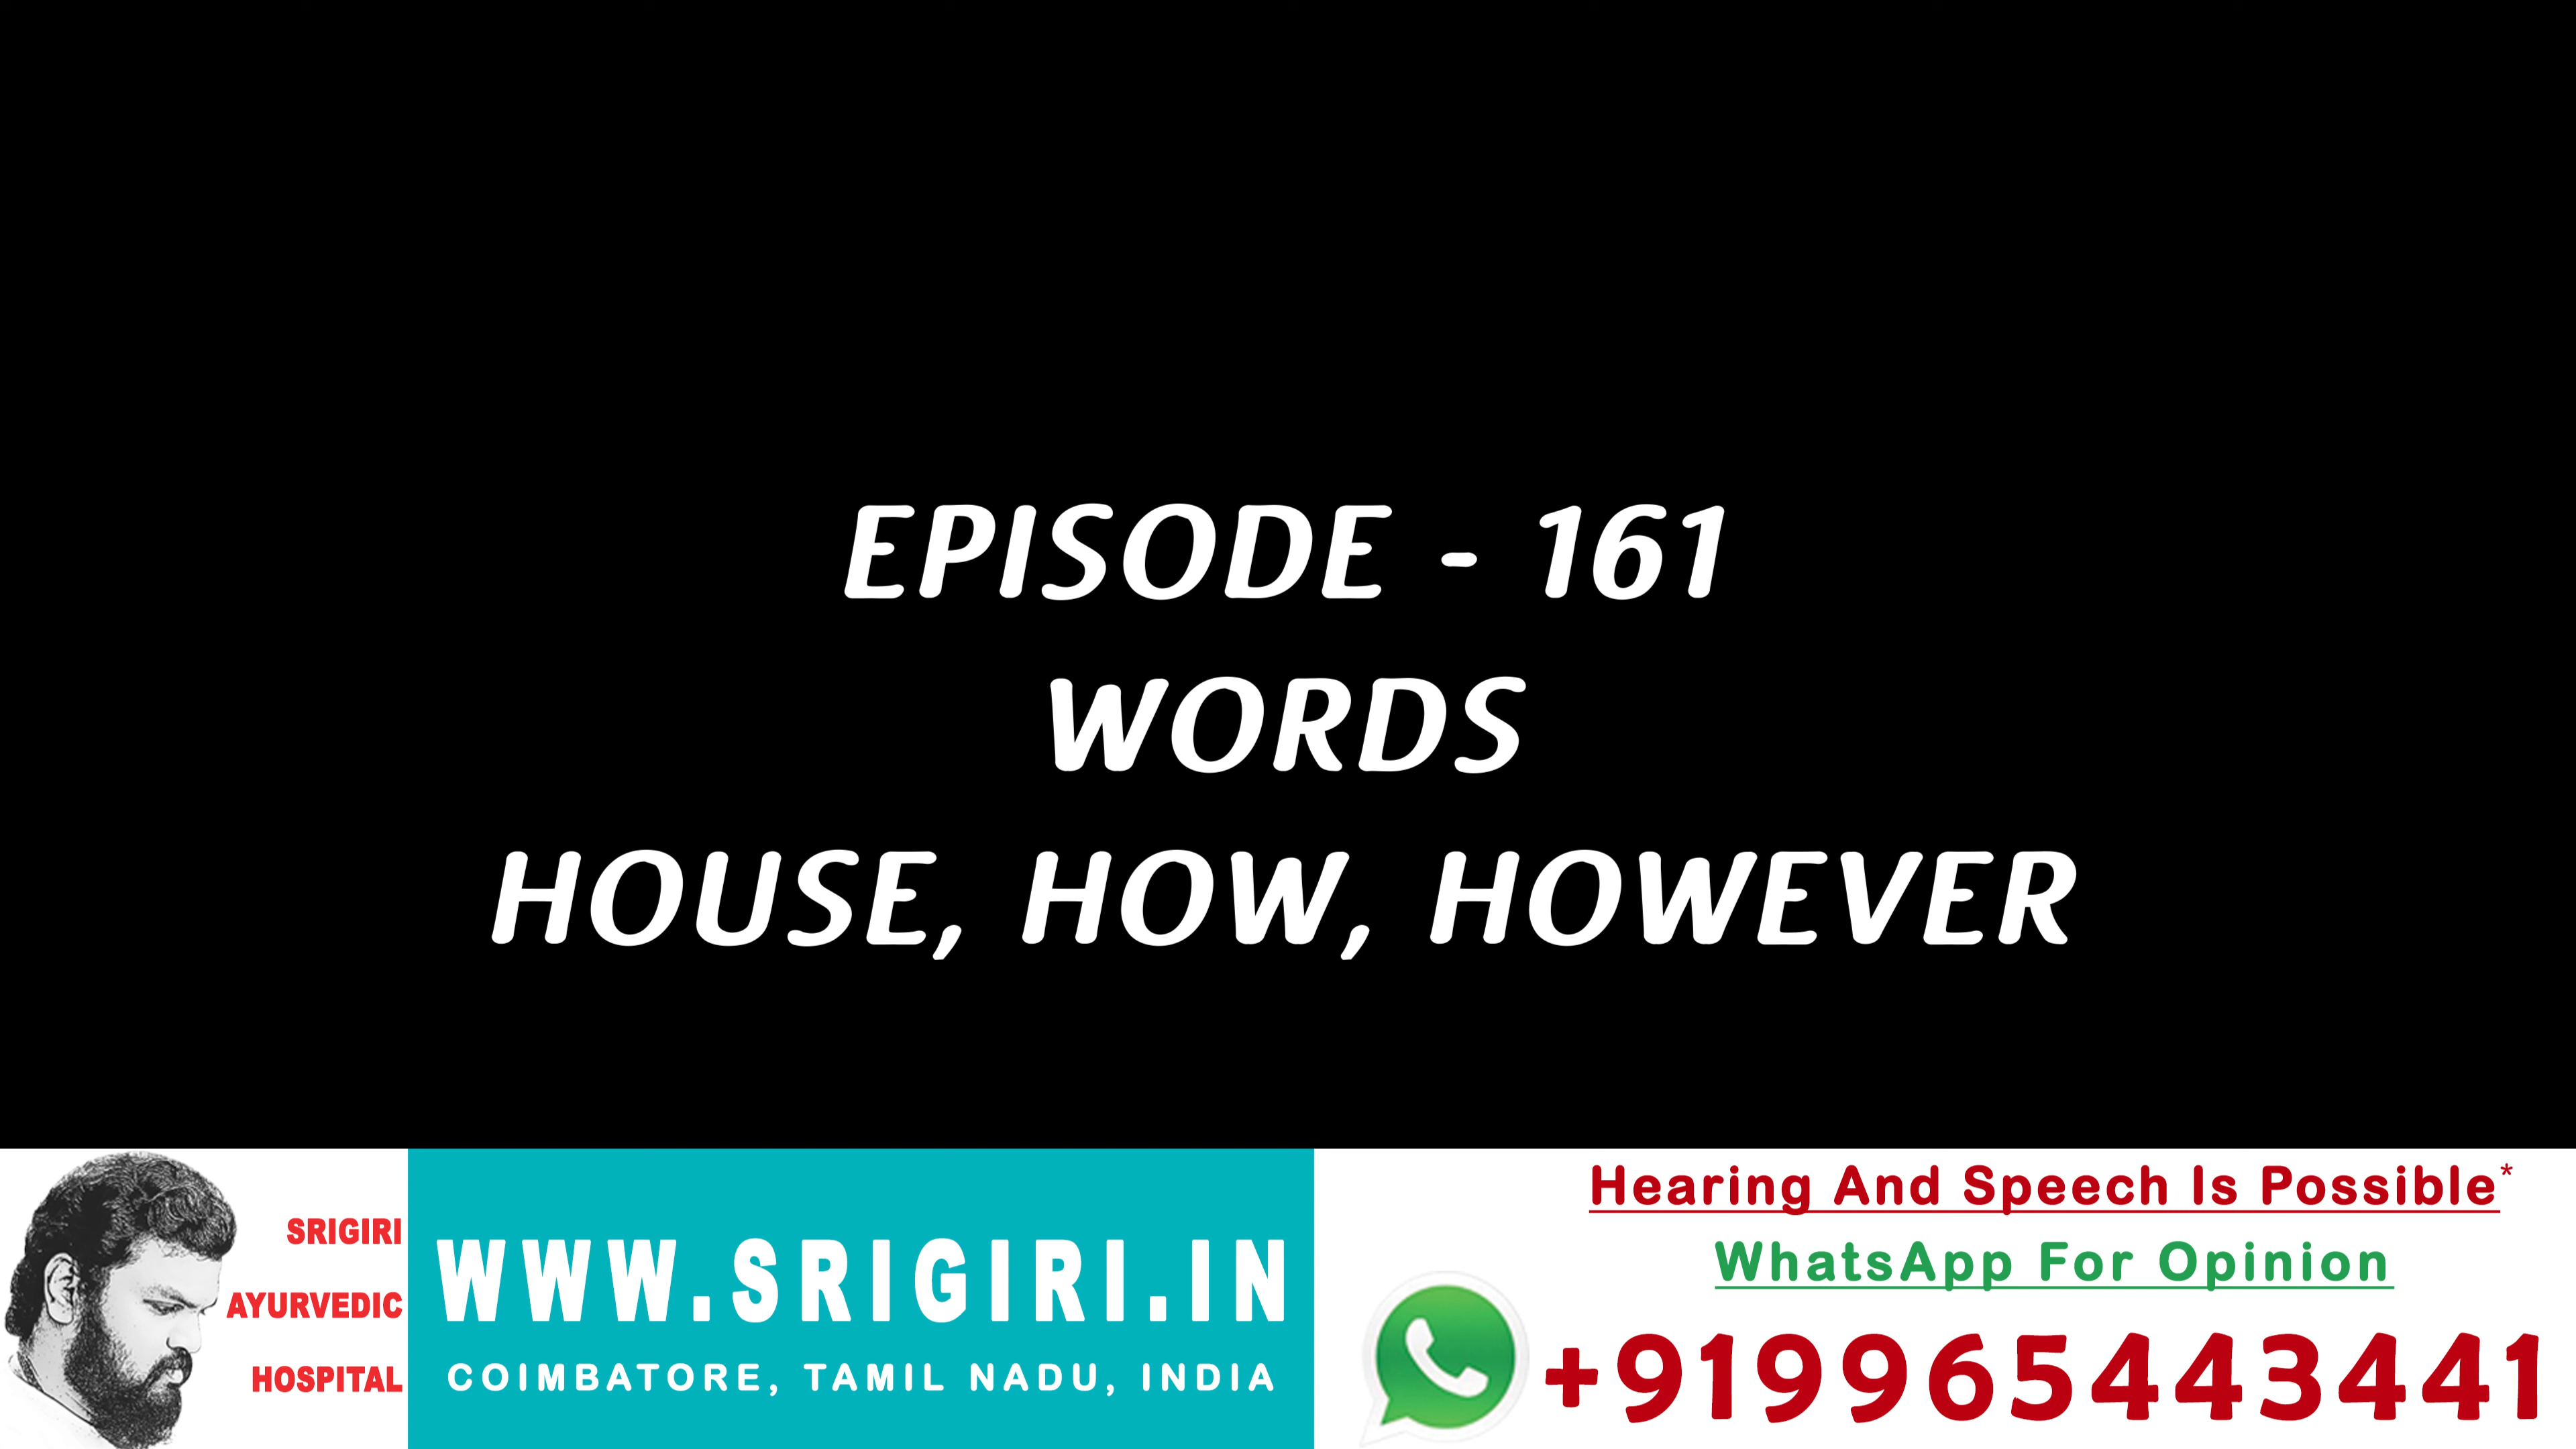 EPISODE - 161
WORDS
HOUSE, HOW, HOWEVER
SRIGIRI
AYURVEDIC
HOSPITAL
WWW.SRIGIRI.IN
COIMBATORE, TAMIL NADU, INDIA
Hearing And Speech Is Possible*
WhatsApp For Opinion
+919965443441